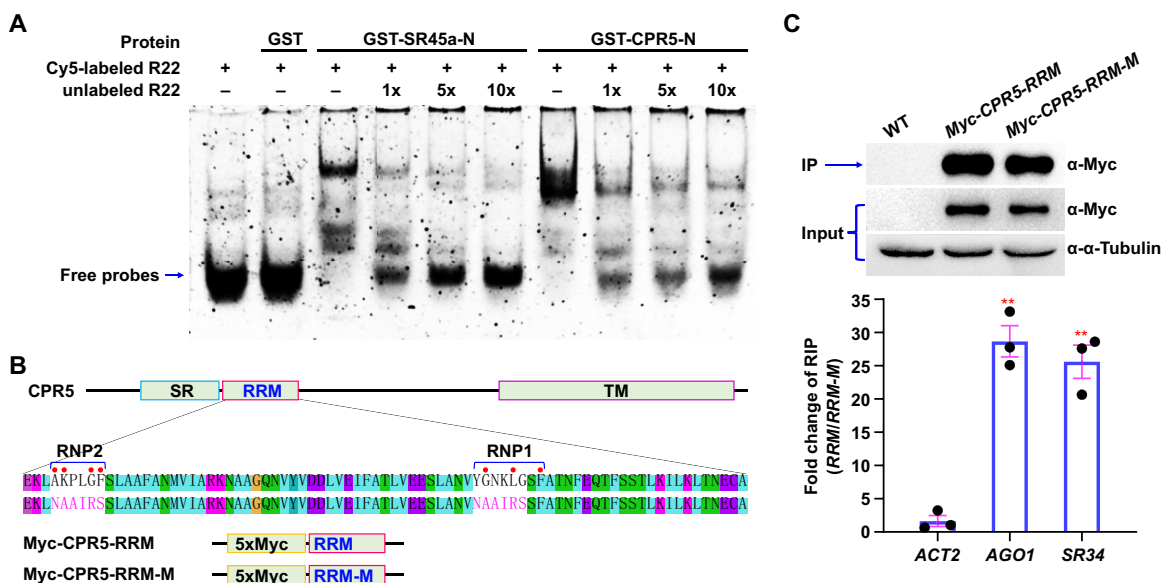 A
Protein GST GST-SR45a-N GST-CPR5-N
Cy5-labeled R22 + + + + + + + + + +
unlabeled R22 – – – 1x 5x 10x – 1x 5x 10x
Free probes
B
CPR5 SR RRM TM
RNP2 RNP1
EKLAKPLGFSLAAFANMVIARKNAAGQNVYVDDLVEIFATLVEESLANVYGNKLGSFATNFEQTFSSTLKILKLTNECA
EKLNAAIRSSLAAFANMVIARKNAAGQNVYVDDLVEIFATLVEESLANVNAAIRSFATNFEQTFSSTLKILKLTNECA
Myc-CPR5-RRM 5xMyc RRM
Myc-CPR5-RRM-M 5xMyc RRM-M
C
WT Myc-CPR5-RRM Myc-CPR5-RRM-M
IP α-Myc
Input α-Myc
α-α-Tubulin
Fold change of RIP
(RRM/RRM-M)
35
30
25
20
15
10
5
0
** **
ACT2 AGO1 SR34